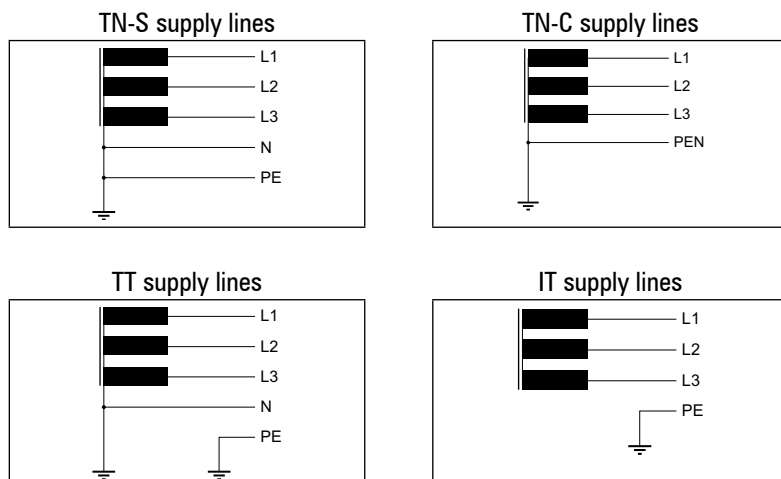 TN-S supply lines
L1
L2
L3
N
PE
TN-C supply lines
L1
L2
L3
PEN
TT supply lines
L1
L2
L3
N
PE
IT supply lines
L1
L2
L3
PE